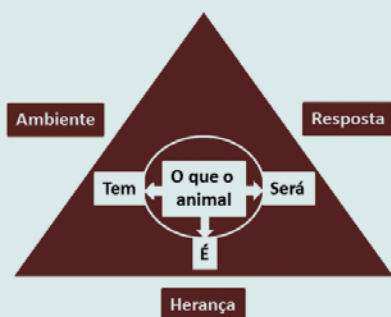 Ambiente
Resposta
Tem
O que o
animal
Será
É
Herança